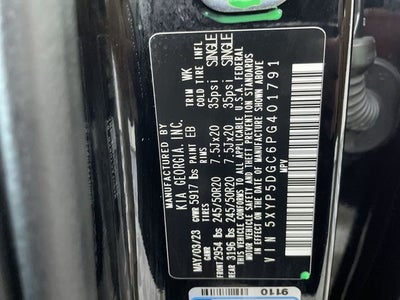 KIA GEORGIA, INC.
MAY/03/23 GVWR 5917 lbs PAINT EB TRIM WK
GAWR TIRES RIMS COLD TIRE INFL
FRONT 2954 lbs 245/50R20 7.5Jx20 35psi SINGLE
REAR 3196 lbs 245/50R20 7.5Jx20 35psi SINGLE
THIS VEHICLE CONFORMS TO ALL APPLICABLE U.S.A. FEDERAL
MOTOR VEHICLE SAFETY AND THEFT PREVENTION STANDARDS
IN EFFECT ON THE DATE OF MANUFACTURE SHOWN ABOVE
VIN 5XYP5DGC6PG401791
MPV
9110